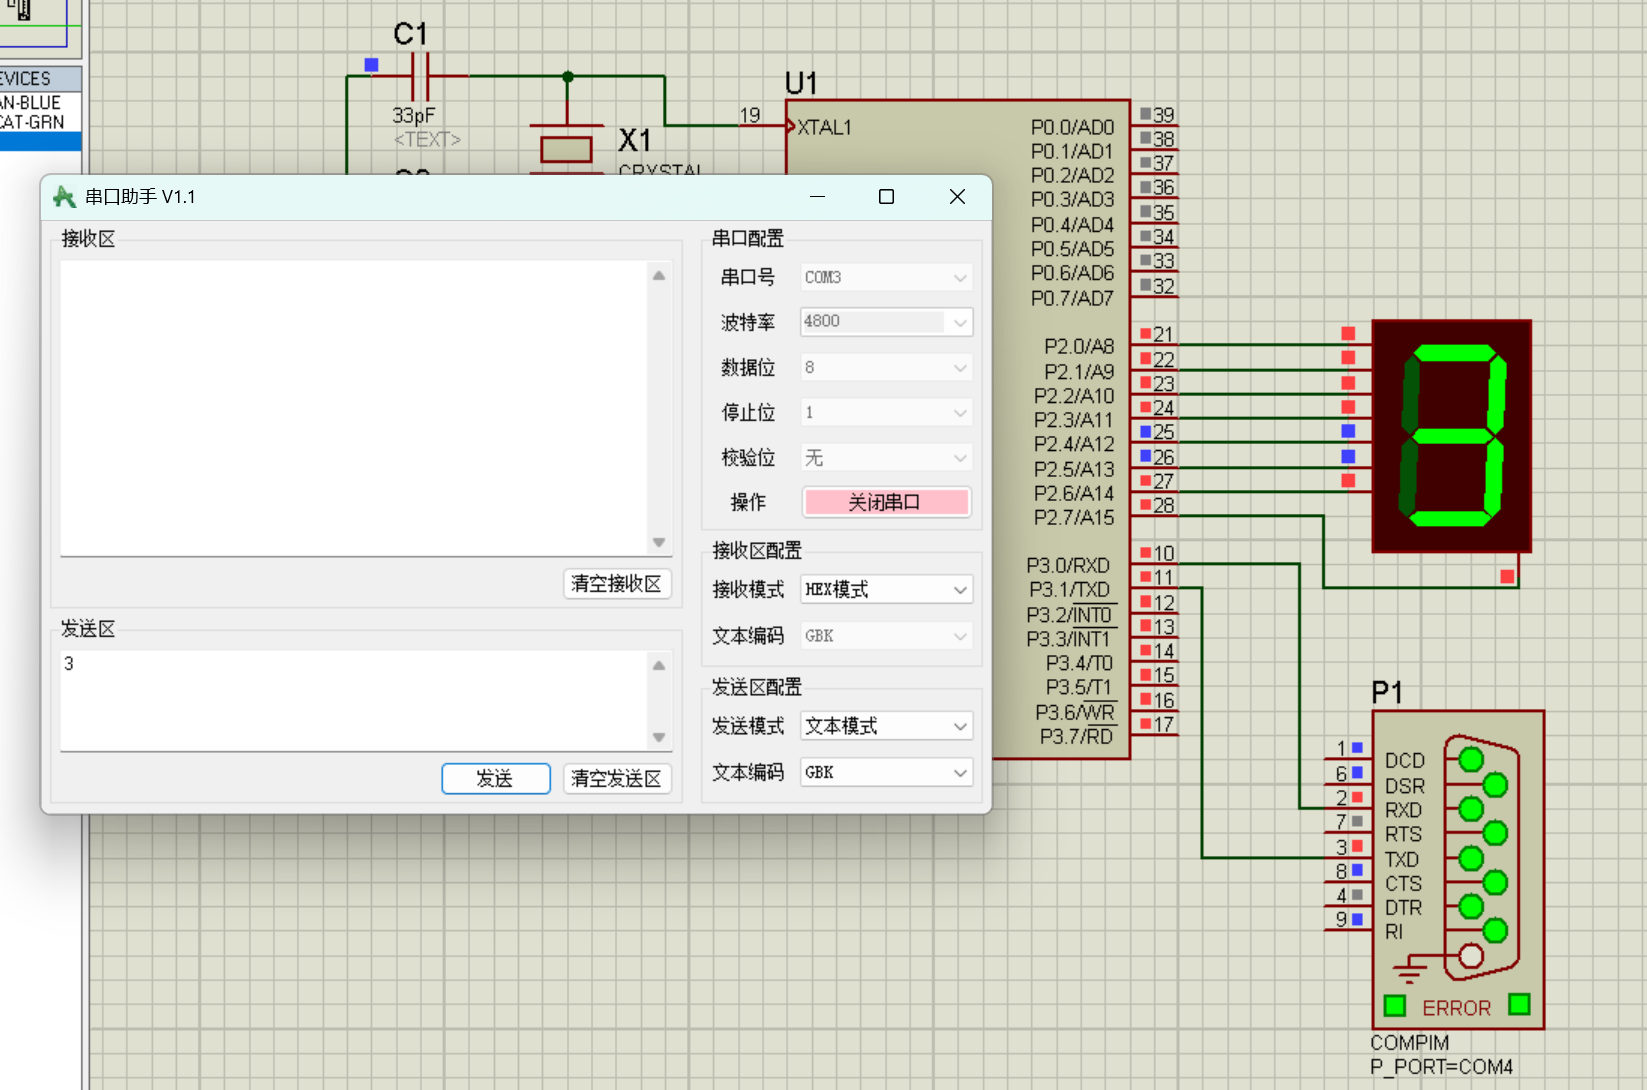 EVICES
AN-BLUE
CAT-GRN
C1
33pF
<TEXT>
X1
CRYSTAL
U1
19
XTAL1
P0.0/AD0
39
P0.1/AD1
38
P0.2/AD2
37
P0.3/AD3
36
P0.4/AD4
35
P0.5/AD5
34
P0.6/AD6
33
P0.7/AD7
32
P2.0/A8
21
P2.1/A9
22
P2.2/A10
23
P2.3/A11
24
P2.4/A12
25
P2.5/A13
26
P2.6/A14
27
P2.7/A15
28
P3.0/RXD
10
P3.1/TXD
11
P3.2/INT0
12
P3.3/INT1
13
P3.4/T0
14
P3.5/T1
15
P3.6/WR
16
P3.7/RD
17
3
串口助手 V1.1
接收区
清空接收区
发送区
3
发送
清空发送区
串口配置
串口号 COM3
波特率 4800
数据位 8
停止位 1
校验位 无
操作 关闭串口
接收区配置
接收模式 HEX模式
文本编码 GBK
发送区配置
发送模式 文本模式
文本编码 GBK
P1
1 DCD
6 DSR
2 RXD
7 RTS
3 TXD
8 CTS
4 DTR
9 RI
ERROR
COMPIM
P_PORT=COM4